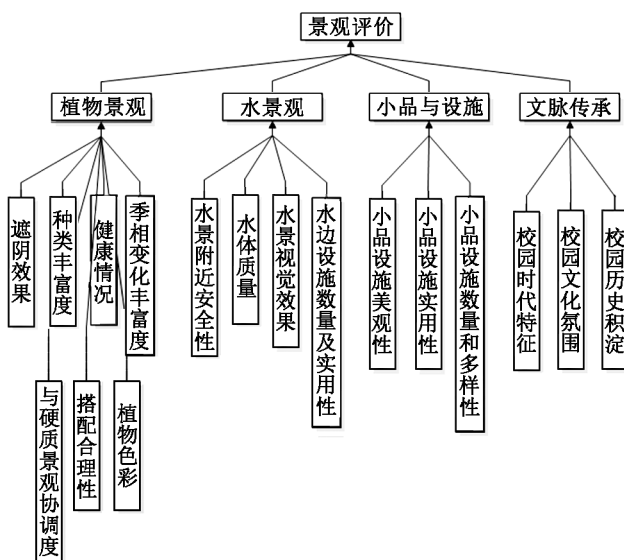 景观评价
植物景观
水景观
小品与设施
文脉传承
遮阴效果
种类丰富度
健康情况
季相变化丰富度
水景附近安全性
水体质量
水景视觉效果
水边设施数量及实用性
小品设施美观性
小品设施实用性
小品设施数量和多样性
校园时代特征
校园文化氛围
校园历史积淀
与硬质景观协调度
搭配合理性
植物色彩